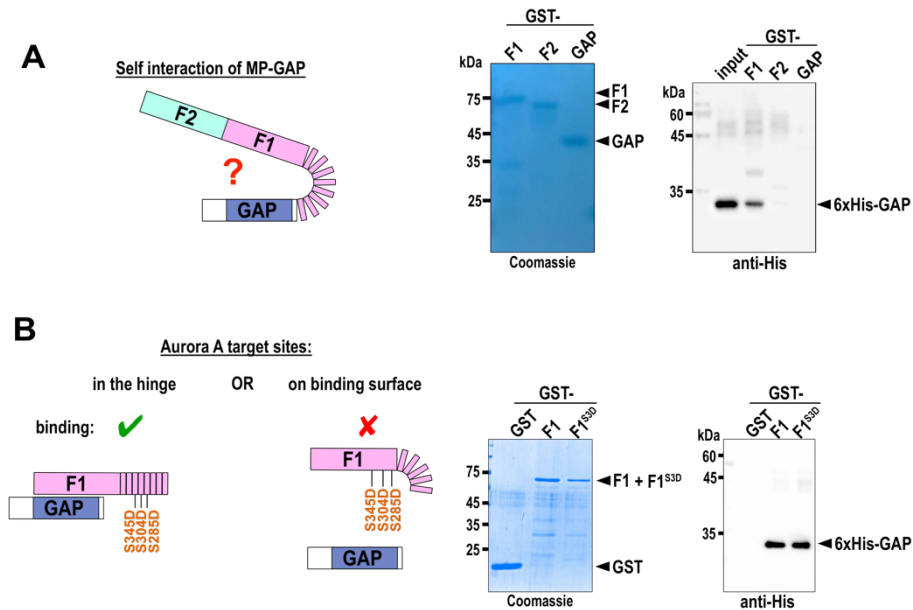 A
Self interaction of MP-GAP
F2
F1
?
GAP
GST-
F1
F2
GAP
kDa
75
45
35
25
F1
F2
GAP
Coomassie
GST-
input
F1
F2
GAP
kDa
60
45
35
6xHis-GAP
anti-His
B
Aurora A target sites:
in the hinge OR on binding surface
binding:
F1
GAP
S345D
S304D
S285D
F1
S345D
S304D
S285D
GAP
GST-
GST
F1
F1S3D
75
45
35
25
F1 + F1S3D
GST
Coomassie
GST-
GST
F1
F1S3D
kDa
60
45
35
6xHis-GAP
anti-His